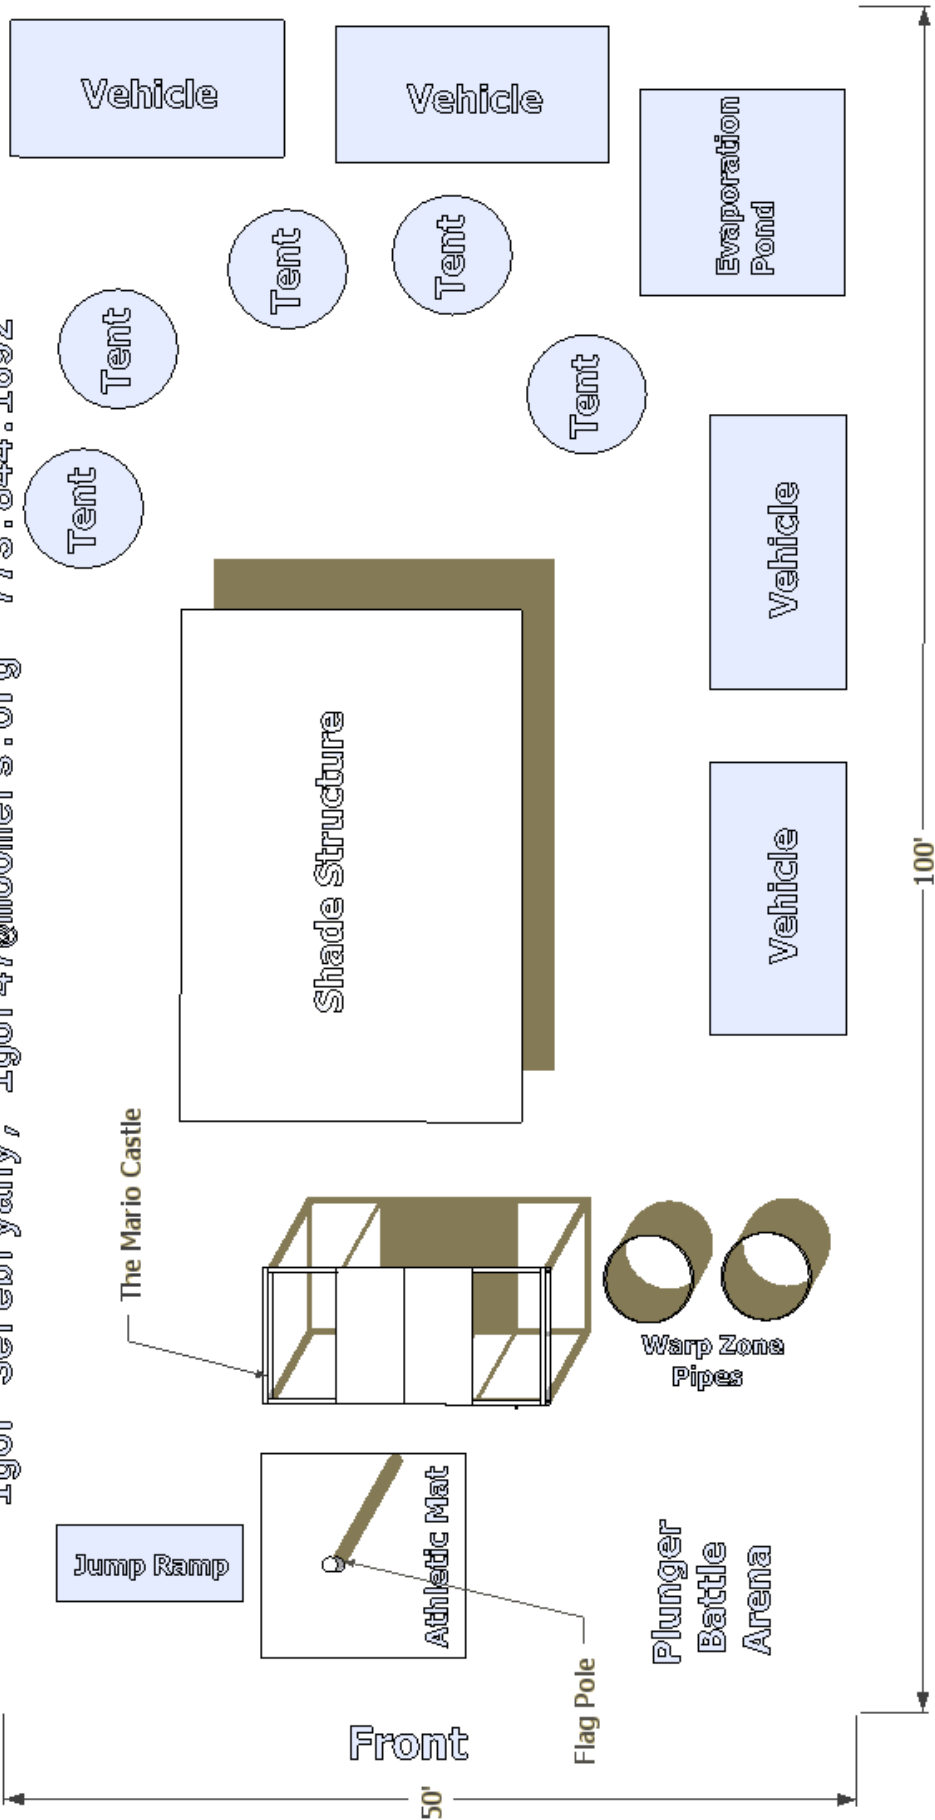 Vehicle
Vehicle
Evaporation
Pond
Tent
Tent
Tent
Tent
Tent
Vehicle
Shade Structure
Vehicle
100'
The Mario Castle
Warp Zone
Pipes
Jump Ramp
Athletic Mat
Plunger
Battle
Arena
Flag Pole
Front
50'